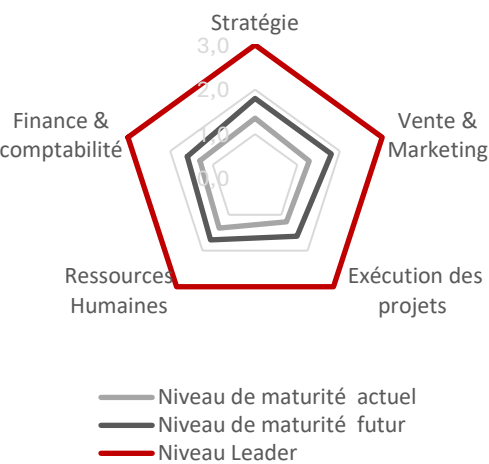 Stratégie
3,0
2,0
1,0
0,0
Finance &
comptabilité
Vente &
Marketing
Ressources
Humaines
Exécution des
projets
Niveau de maturité actuel
Niveau de maturité futur
Niveau Leader